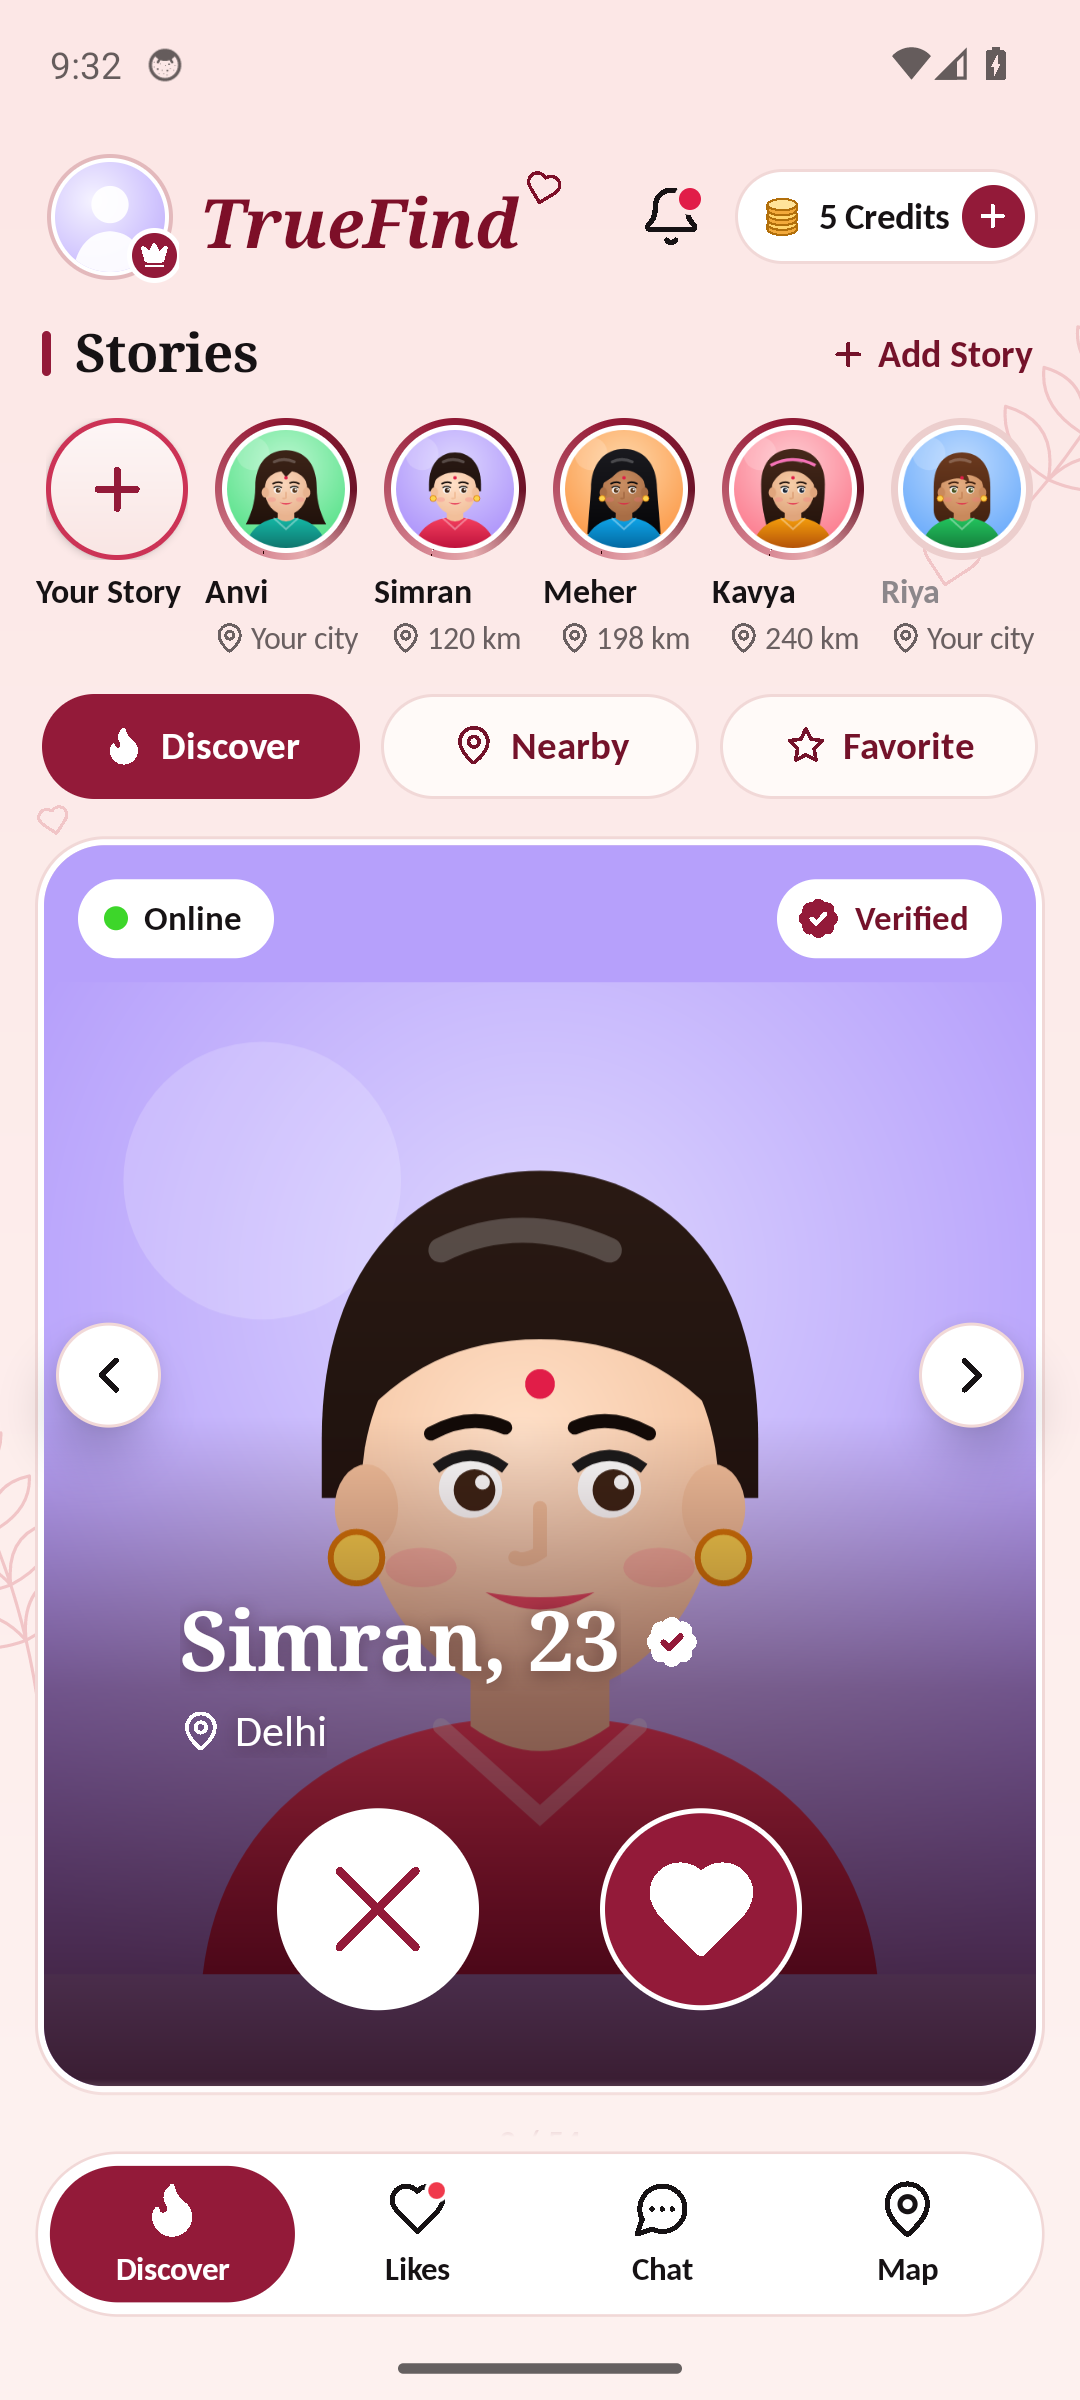 9:32
TrueFind
5 Credits
Stories
Add Story
Your Story
Anvi
Simran
Meher
Kavya
Riya
Your city
120 km
198 km
240 km
Your city
Discover
Nearby
Favorite
Online
Verified
Simran, 23
Delhi
Discover
Likes
Chat
Map